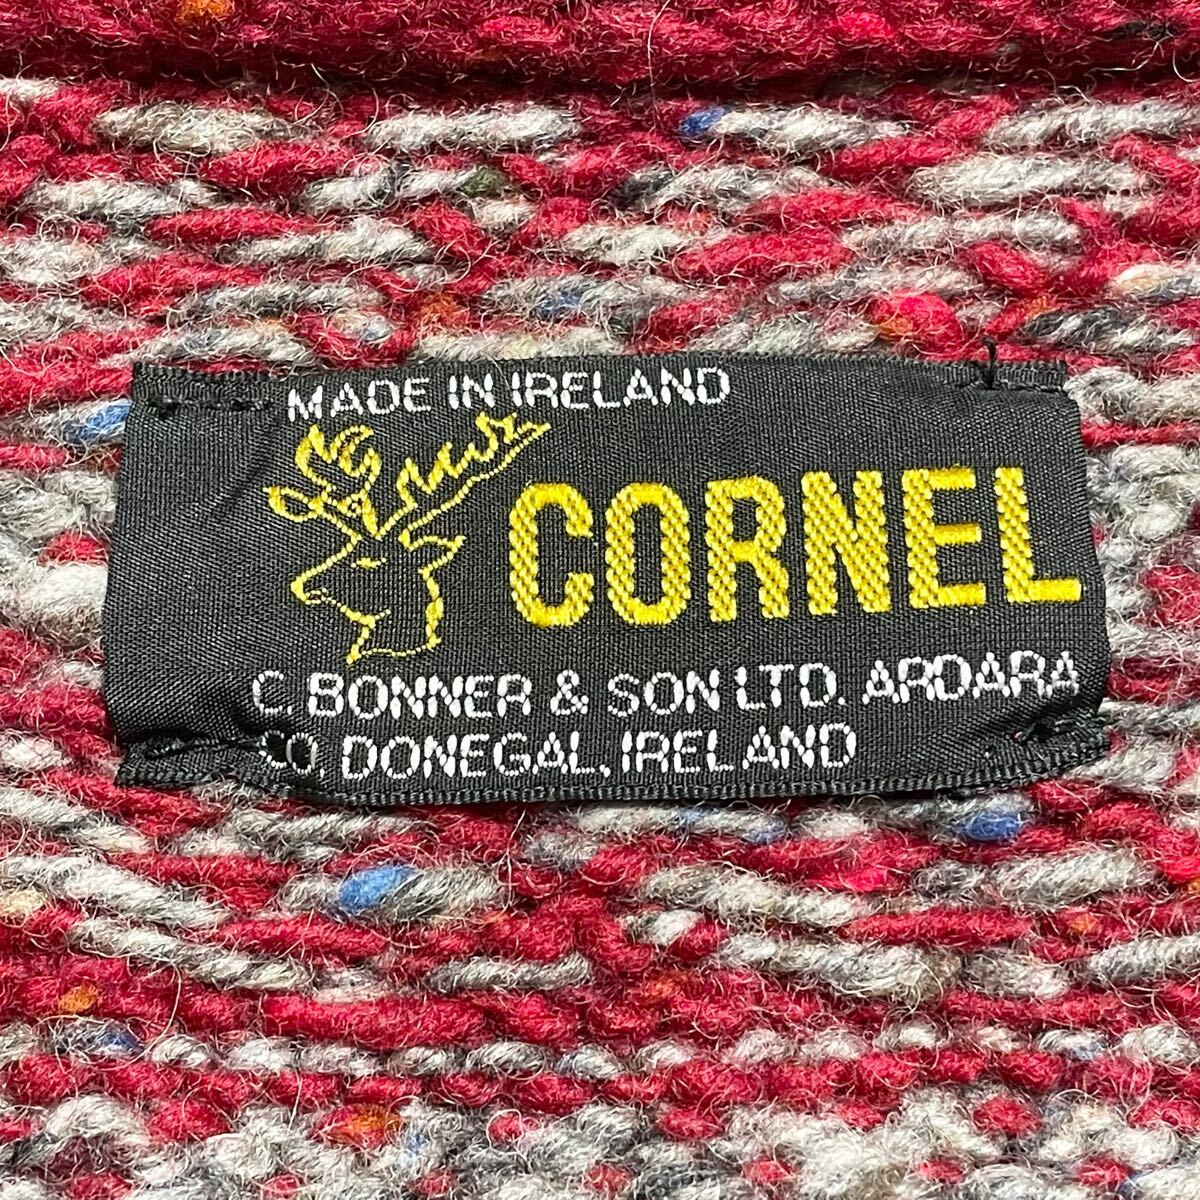 MADE IN IRELAND
CORNEL
C. BONNER & SON LTD. ARDARA
CO. DONEGAL, IRELAND